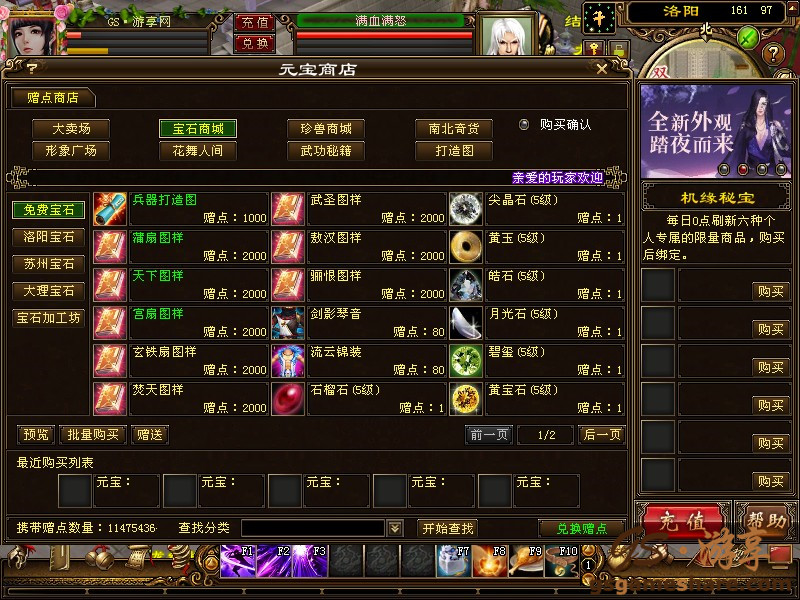 GS·游享网
充值
兑换
满血满怒
结
洛阳
161 97
北
元宝商店
赠点商店
大卖场
宝石商城
珍兽商城
南北奇货
购买确认
形象广场
花舞人间
武功秘籍
打造图
亲爱的玩家欢迎
免费宝石
洛阳宝石
苏州宝石
大理宝石
宝石加工坊
兵器打造图
赠点：1000
武圣图样
赠点：2000
尖晶石(5级)
赠点：1
蒲扇图样
赠点：2000
敖汉图样
赠点：2000
黄玉(5级)
赠点：1
天下图样
赠点：2000
骊恨图样
赠点：2000
皓石(5级)
赠点：1
宫扇图样
赠点：2000
剑影琴音
赠点：80
月光石(5级)
赠点：1
玄铁扇图样
赠点：2000
流云锦装
赠点：80
碧玺(5级)
赠点：1
焚天图样
赠点：2000
石榴石(5级)
赠点：1
黄宝石(5级)
赠点：1
预览
批量购买
赠送
前一页
1/2
后一页
最近购买列表
元宝：
元宝：
元宝：
元宝：
元宝：
携带赠点数量：11475436
查找分类
开始查找
兑换赠点
全新外观
踏夜而来
机缘秘宝
每日0点刷新六种个
人专属的限量商品，购买
后绑定。
购买
购买
购买
购买
购买
购买
充值
帮助
F1
F2
F3
F7
F8
F9
F10
1
GS·游享